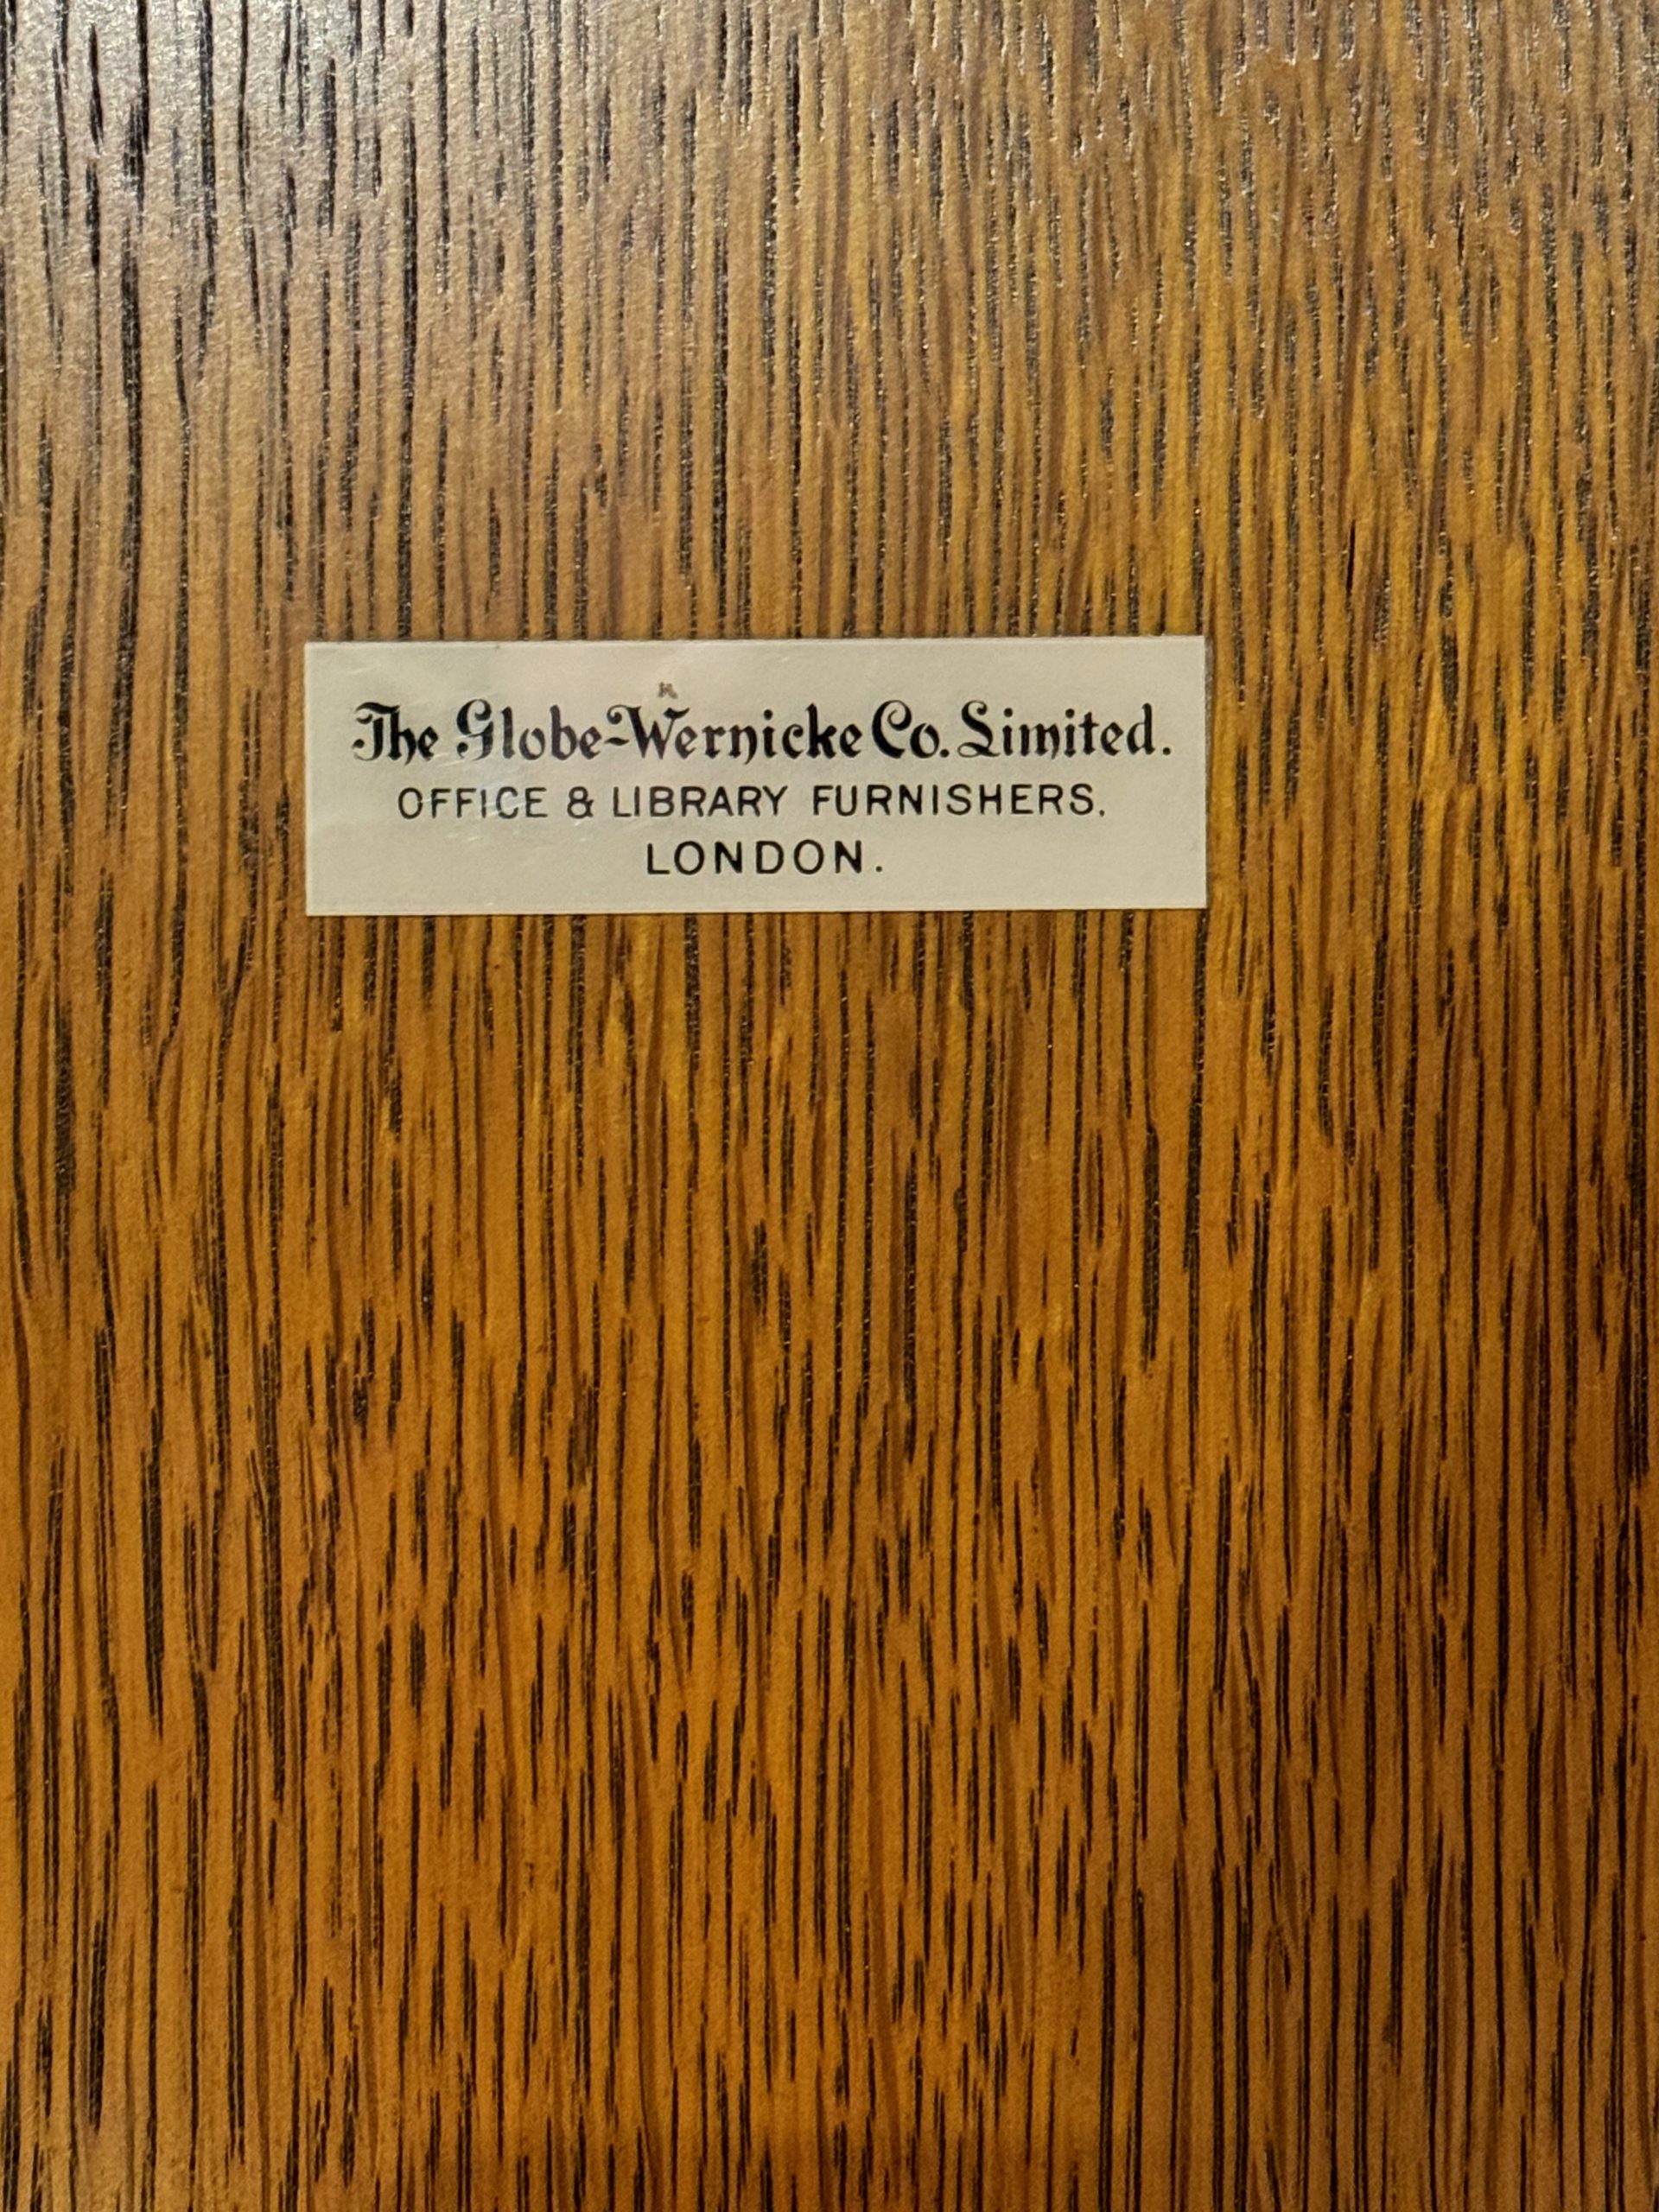 The Globe-Wernicke Co. Limited.
OFFICE & LIBRARY FURNISHERS.
LONDON.